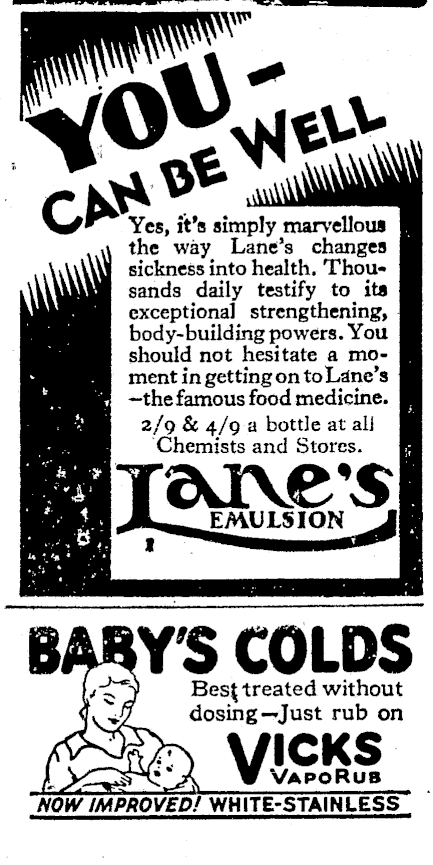 YOU-
CAN BE WELL
Yes, it's simply marvellous
the way Lane's changes
sickness into health. Thou-
sands daily testify to its
exceptional strengthening,
body-building powers. You
should not hesitate a mo-
ment in getting on to Lane's
—the famous food medicine.
2/9 & 4/9 a bottle at all
Chemists and Stores.
Lane's
EMULSION
1
BABY'S COLDS
Best treated without
dosing—Just rub on
VICKS
VAPORUB
NOW IMPROVED! WHITE-STAINLESS